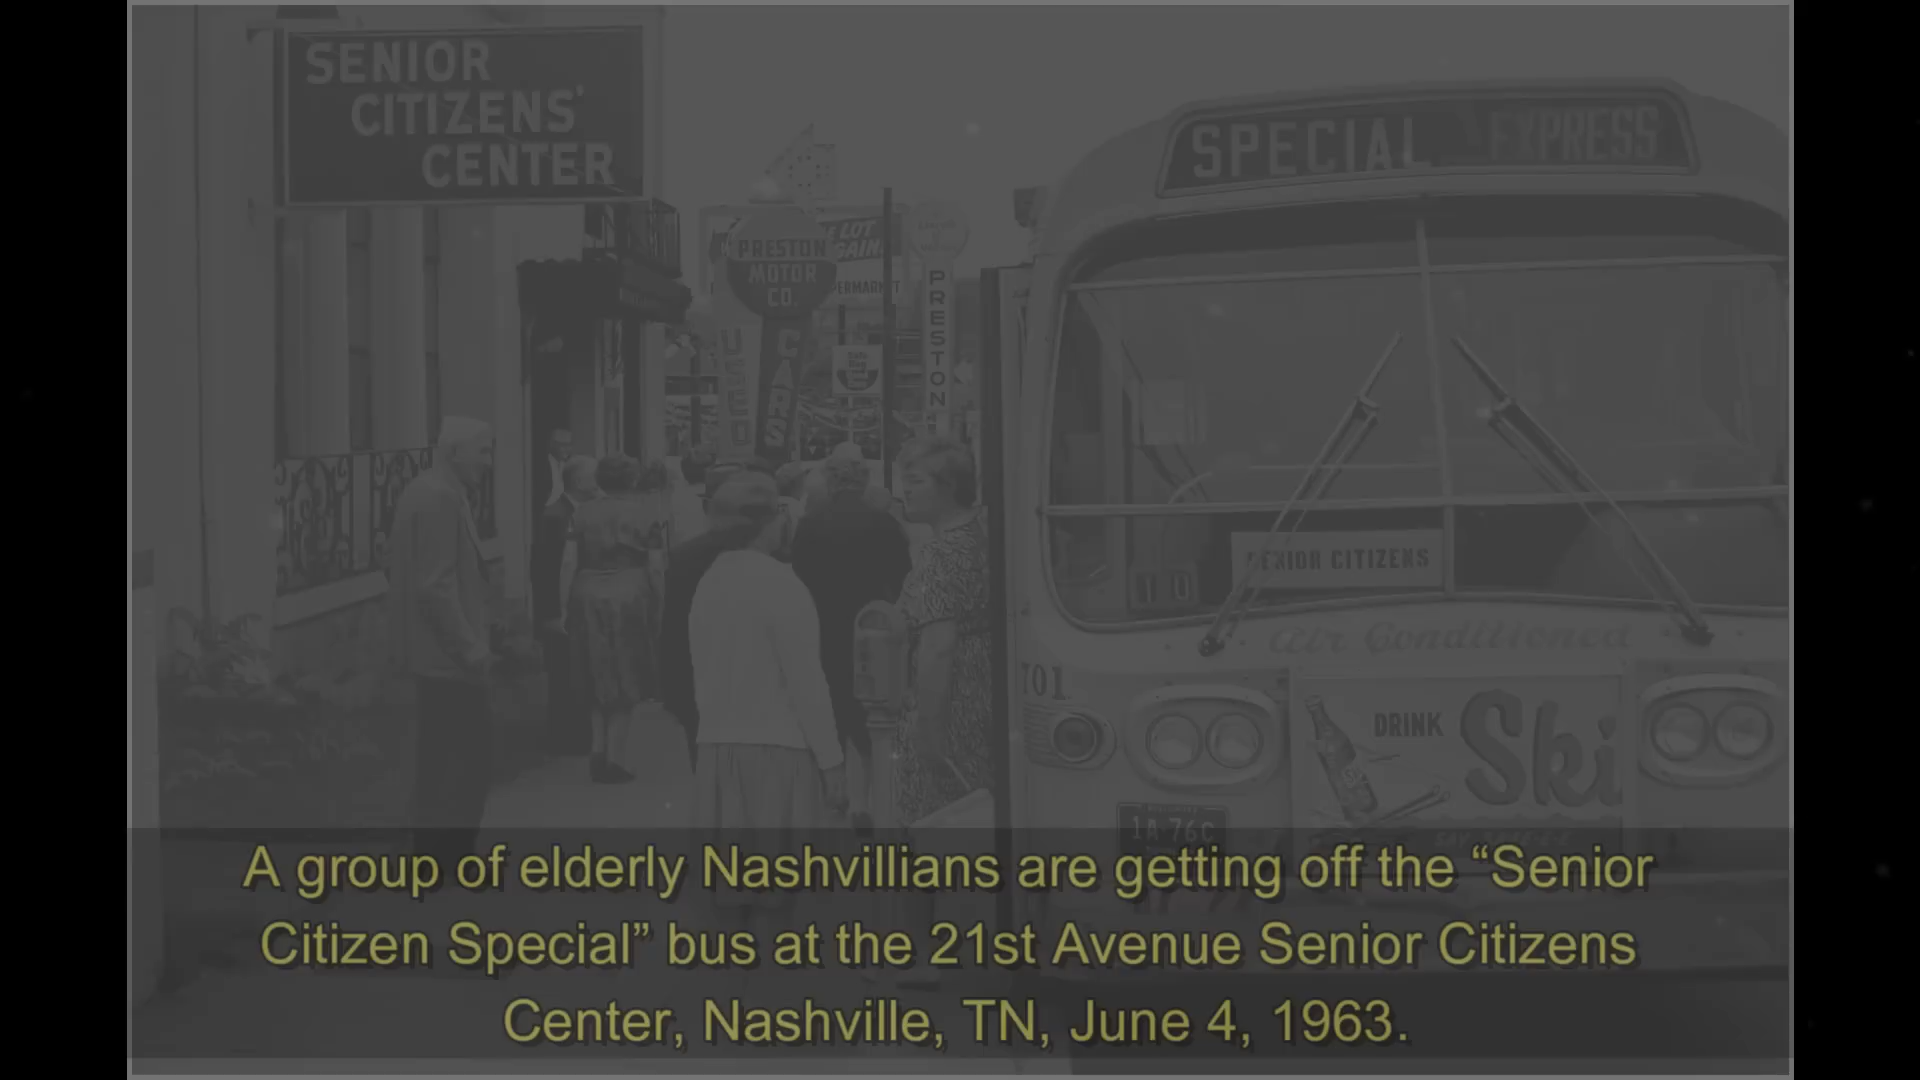 SENIOR
CITIZENS'
CENTER
SPECIAL EXPRESS
PRESTON
MOTOR
CO.
USED
CARS
PRESTON
SENIOR CITIZENS
Air Conditioned
701
DRINK
Ski
1A-76C
A group of elderly Nashvillians are getting off the “Senior
Citizen Special” bus at the 21st Avenue Senior Citizens
Center, Nashville, TN, June 4, 1963.